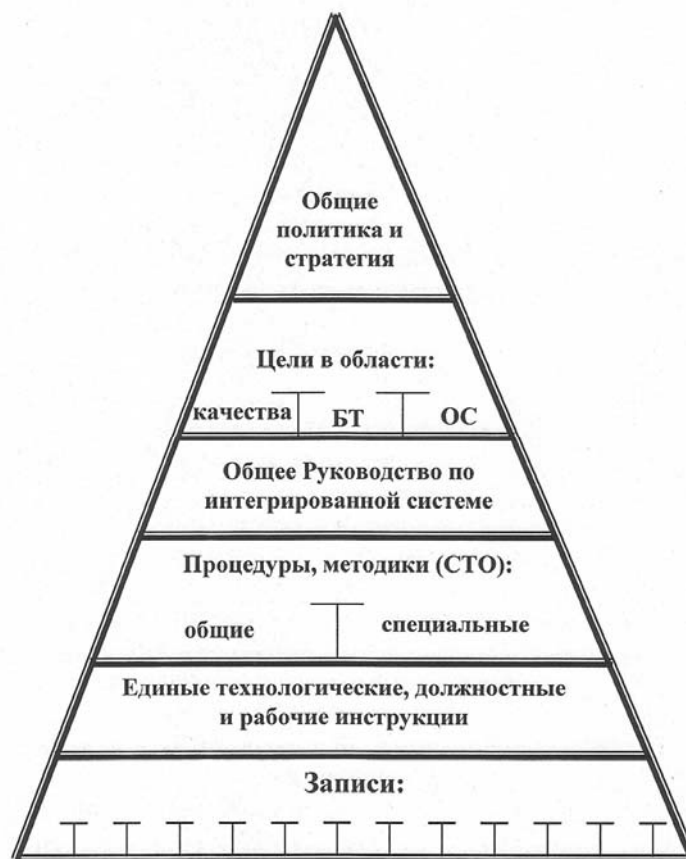 Общие
политика и
стратегия
Цели в области:
качества БТ ОС
Общее Руководство по
интегрированной системе
Процедуры, методики (СТО):
общие специальные
Единые технологические, должностные
и рабочие инструкции
Записи: